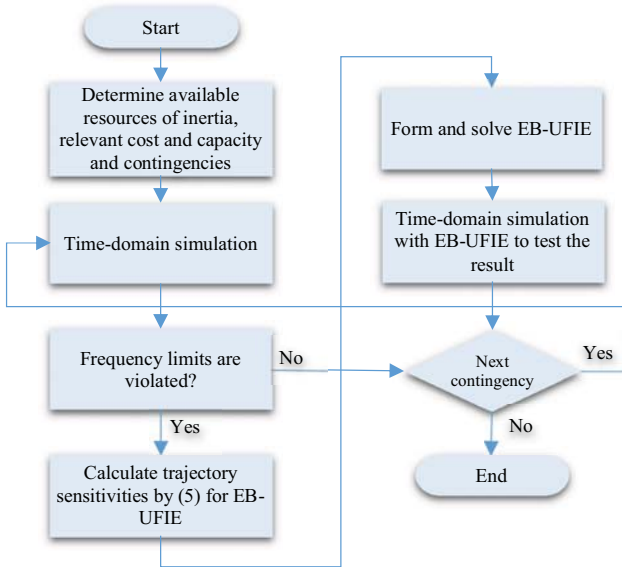 Start
Determine available
resources of inertia,
relevant cost and capacity
and contingencies
Time-domain simulation
Frequency limits are
violated?
No
Yes
Calculate trajectory
sensitivities by (5) for EB-
UFIE
Form and solve EB-UFIE
Time-domain simulation
with EB-UFIE to test the
result
Next
contingency
Yes
No
End